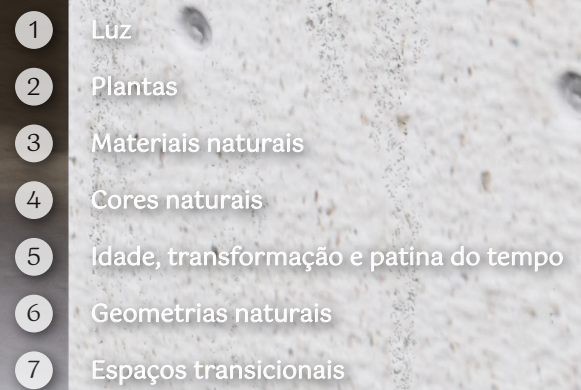 1 Luz
2 Plantas
3 Materiais naturais
4 Cores naturais
5 Idade, transformação e patina do tempo
6 Geometrias naturais
7 Espaços transicionais